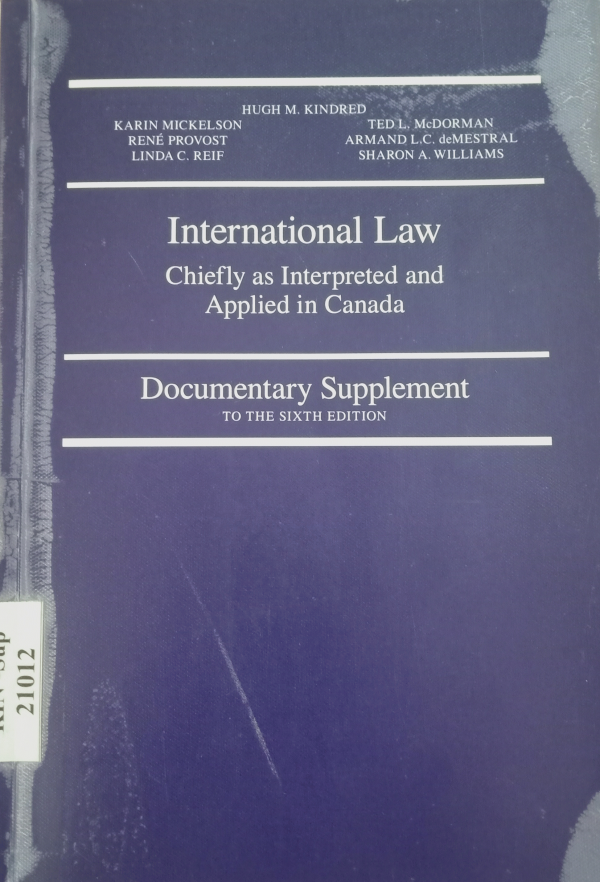 HUGH M. KINDRED
KARIN MICKELSON
RENÉ PROVOST
LINDA C. REIF
TED L. McDORMAN
ARMAND L.C. deMESTRAL
SHARON A. WILLIAMS
International Law
Chiefly as Interpreted and
Applied in Canada
Documentary Supplement
TO THE SIXTH EDITION
Sup
21012